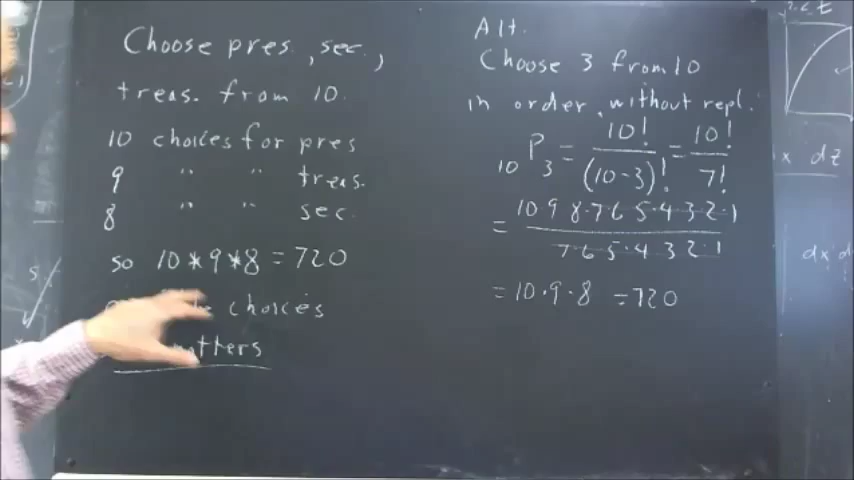 Choose pres., sec.,
treas. from 10.
10 choices for pres
9 " " treas.
8 " " sec.
so 10 * 9 * 8 = 720
choices
matters
Alt.
Choose 3 from 10
in order, without repl.
10P3 = 10!/(10-3)! = 10!/7!
= 10·9·8·7·6·5·4·3·2·1 / 7·6·5·4·3·2·1
= 10·9·8 = 720
dz
dx